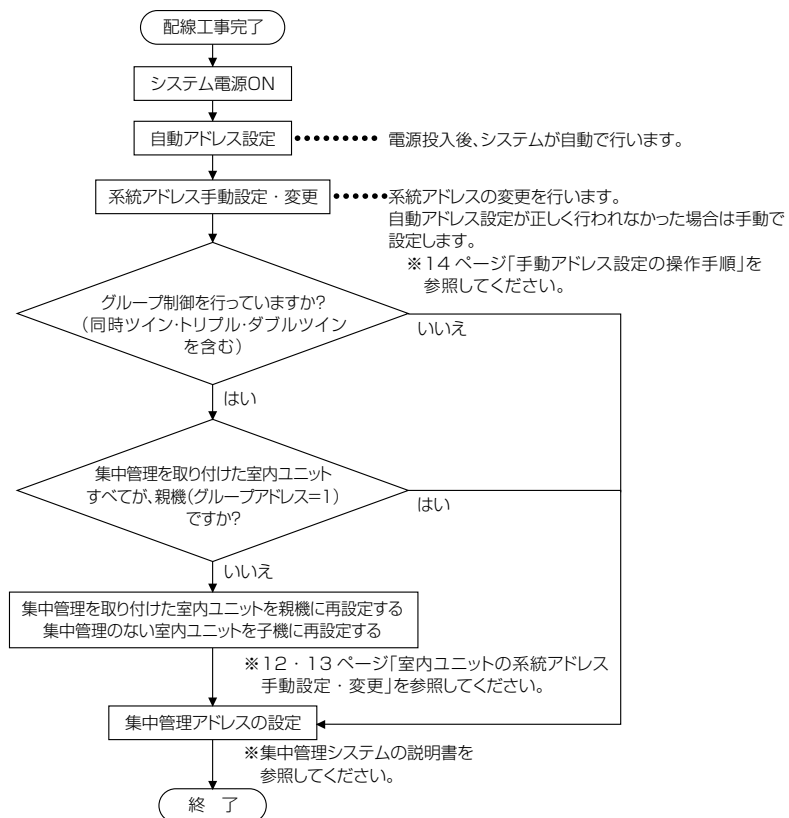 配線工事完了
システム電源ON
自動アドレス設定
電源投入後、システムが自動で行います。
系統アドレス手動設定・変更
系統アドレスの変更を行います。
自動アドレス設定が正しく行われなかった場合は手動で
設定します。
※14 ページ「手動アドレス設定の操作手順」を
参照してください。
グループ制御を行っていますか?
(同時ツイン・トリプル・ダブルツイン
を含む)
いいえ
はい
集中管理を取り付けた室内ユニット
すべてが、親機(グループアドレス=1)
ですか?
はい
いいえ
集中管理を取り付けた室内ユニットを親機に再設定する
集中管理のない室内ユニットを子機に再設定する
※12・13 ページ「室内ユニットの系統アドレス
手動設定・変更」を参照してください。
集中管理アドレスの設定
※集中管理システムの説明書を
参照してください。
終 了